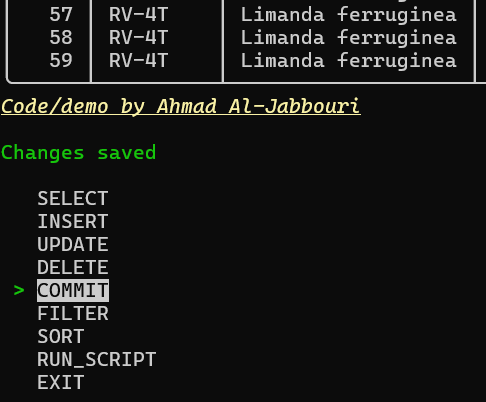 57 RV-4T Limanda ferruginea
58 RV-4T Limanda ferruginea
59 RV-4T Limanda ferruginea
Code/demo by Ahmad Al-Jabbouri
Changes saved
SELECT
INSERT
UPDATE
DELETE
> COMMIT
FILTER
SORT
RUN_SCRIPT
EXIT